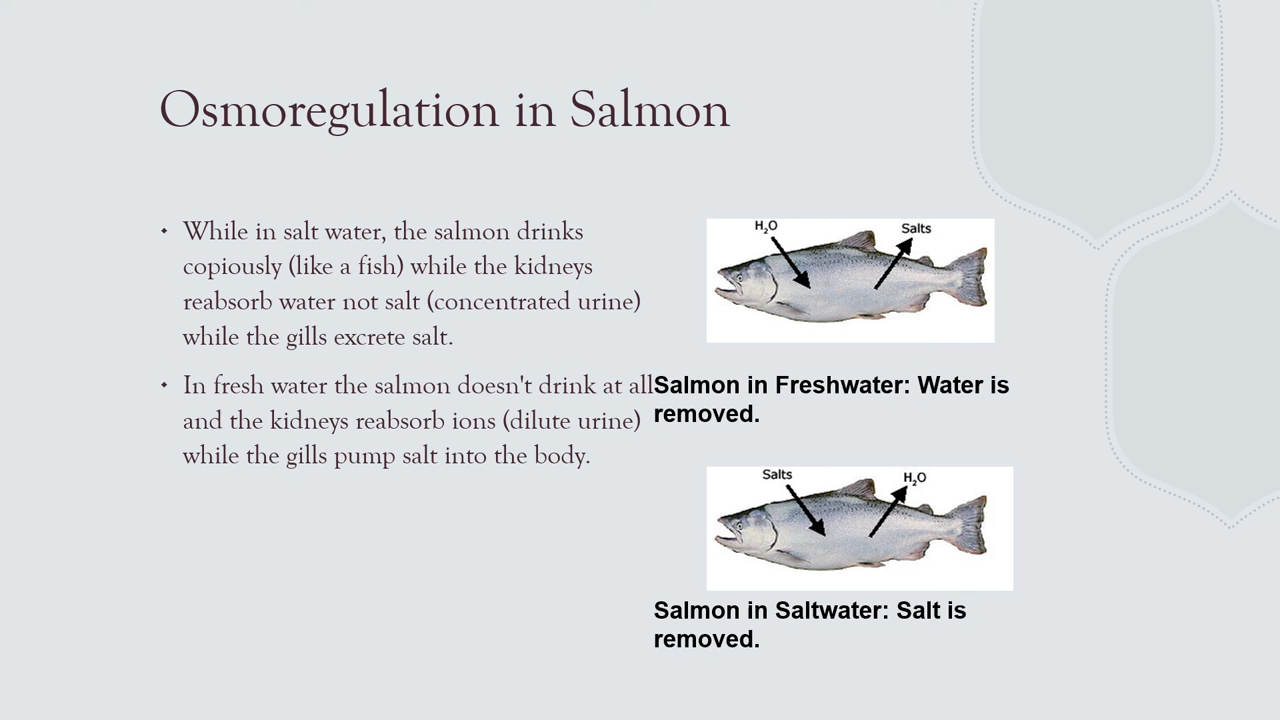 Osmoregulation in Salmon
While in salt water, the salmon drinks
copiously (like a fish) while the kidneys
reabsorb water not salt (concentrated urine)
while the gills excrete salt.
In fresh water the salmon doesn't drink at all
and the kidneys reabsorb ions (dilute urine)
while the gills pump salt into the body.
H₂O
Salts
Salmon in Freshwater: Water is
removed.
Salts
H₂O
Salmon in Saltwater: Salt is
removed.